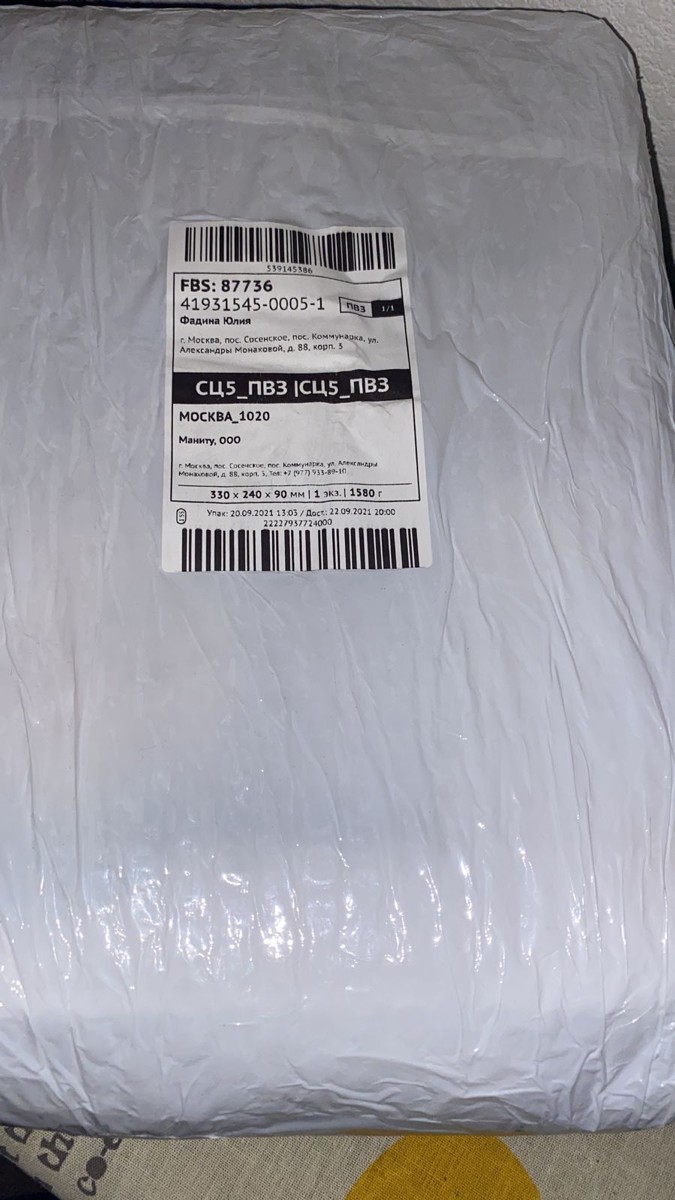 539145386
FBS: 87736
41931545-0005-1 ПВЗ 1/1
Фадина Юлия
г. Москва, пос. Сосенское, пос. Коммунарка, ул.
Александры Монаховой, д. 88, корп. 3
СЦ5_ПВЗ |СЦ5_ПВЗ
МОСКВА_1020
Маниту, ООО
г. Москва, пос. Сосенское, пос. Коммунарка, ул. Александры
Монаховой, д. 88, корп. 3, Тел: +7 (977) 933-89-10
330 x 240 x 90 мм | 1 экз. | 1580 г
Упак: 20.09.2021 13:03 / Дост: 22.09.2021 20:00
22227937724000